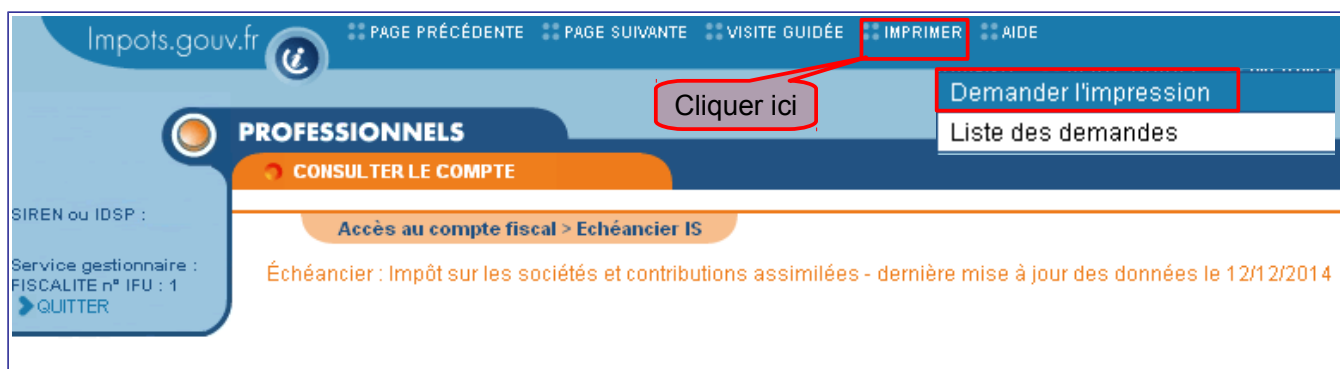 Impots.gouv.fr
PAGE PRÉCÉDENTE PAGE SUIVANTE VISITE GUIDÉE IMPRIMER AIDE
Cliquer ici
Demander l'impression
Liste des demandes
PROFESSIONNELS
CONSULTER LE COMPTE
SIREN ou IDSP :
Accès au compte fiscal > Echéancier IS
Service gestionnaire :
FISCALITE n° IFU : 1
QUITTER
Échéancier : Impôt sur les sociétés et contributions assimilées - dernière mise à jour des données le 12/12/2014